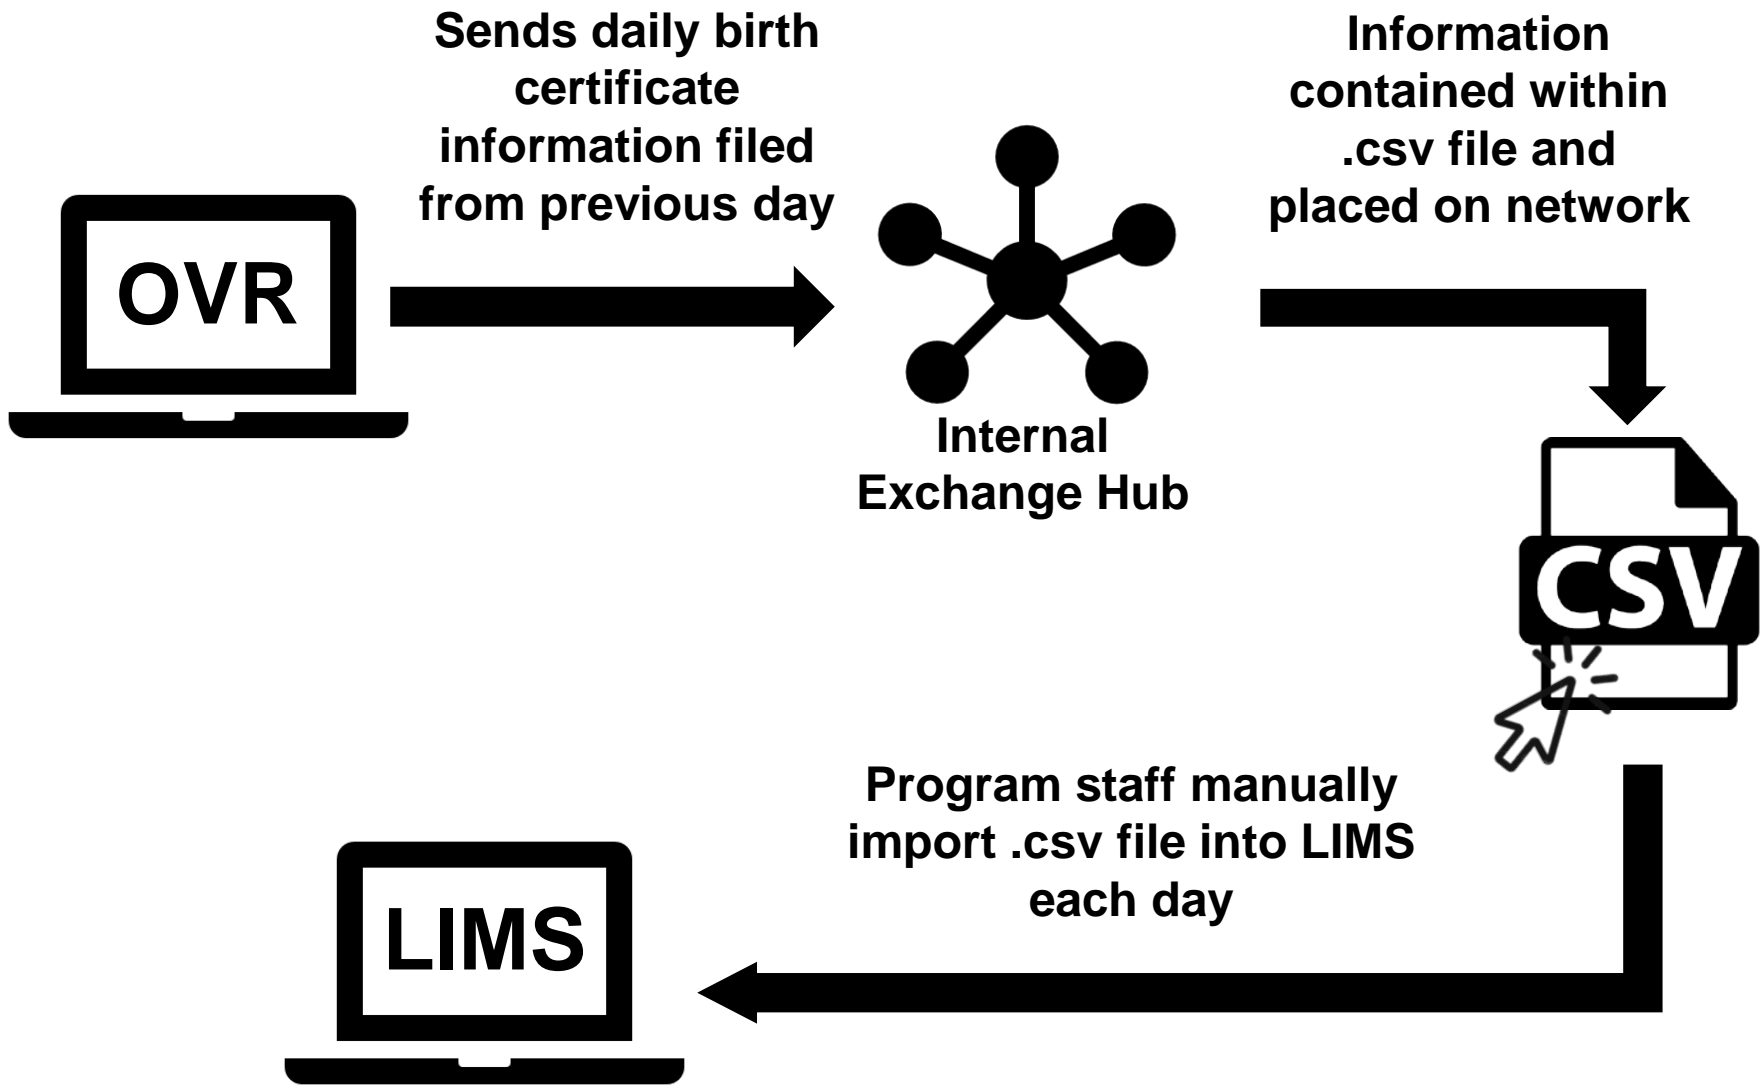 Sends daily birth
certificate
information filed
from previous day
Information
contained within
.csv file and
placed on network
OVR
Internal
Exchange Hub
CSV
Program staff manually
import .csv file into LIMS
each day
LIMS